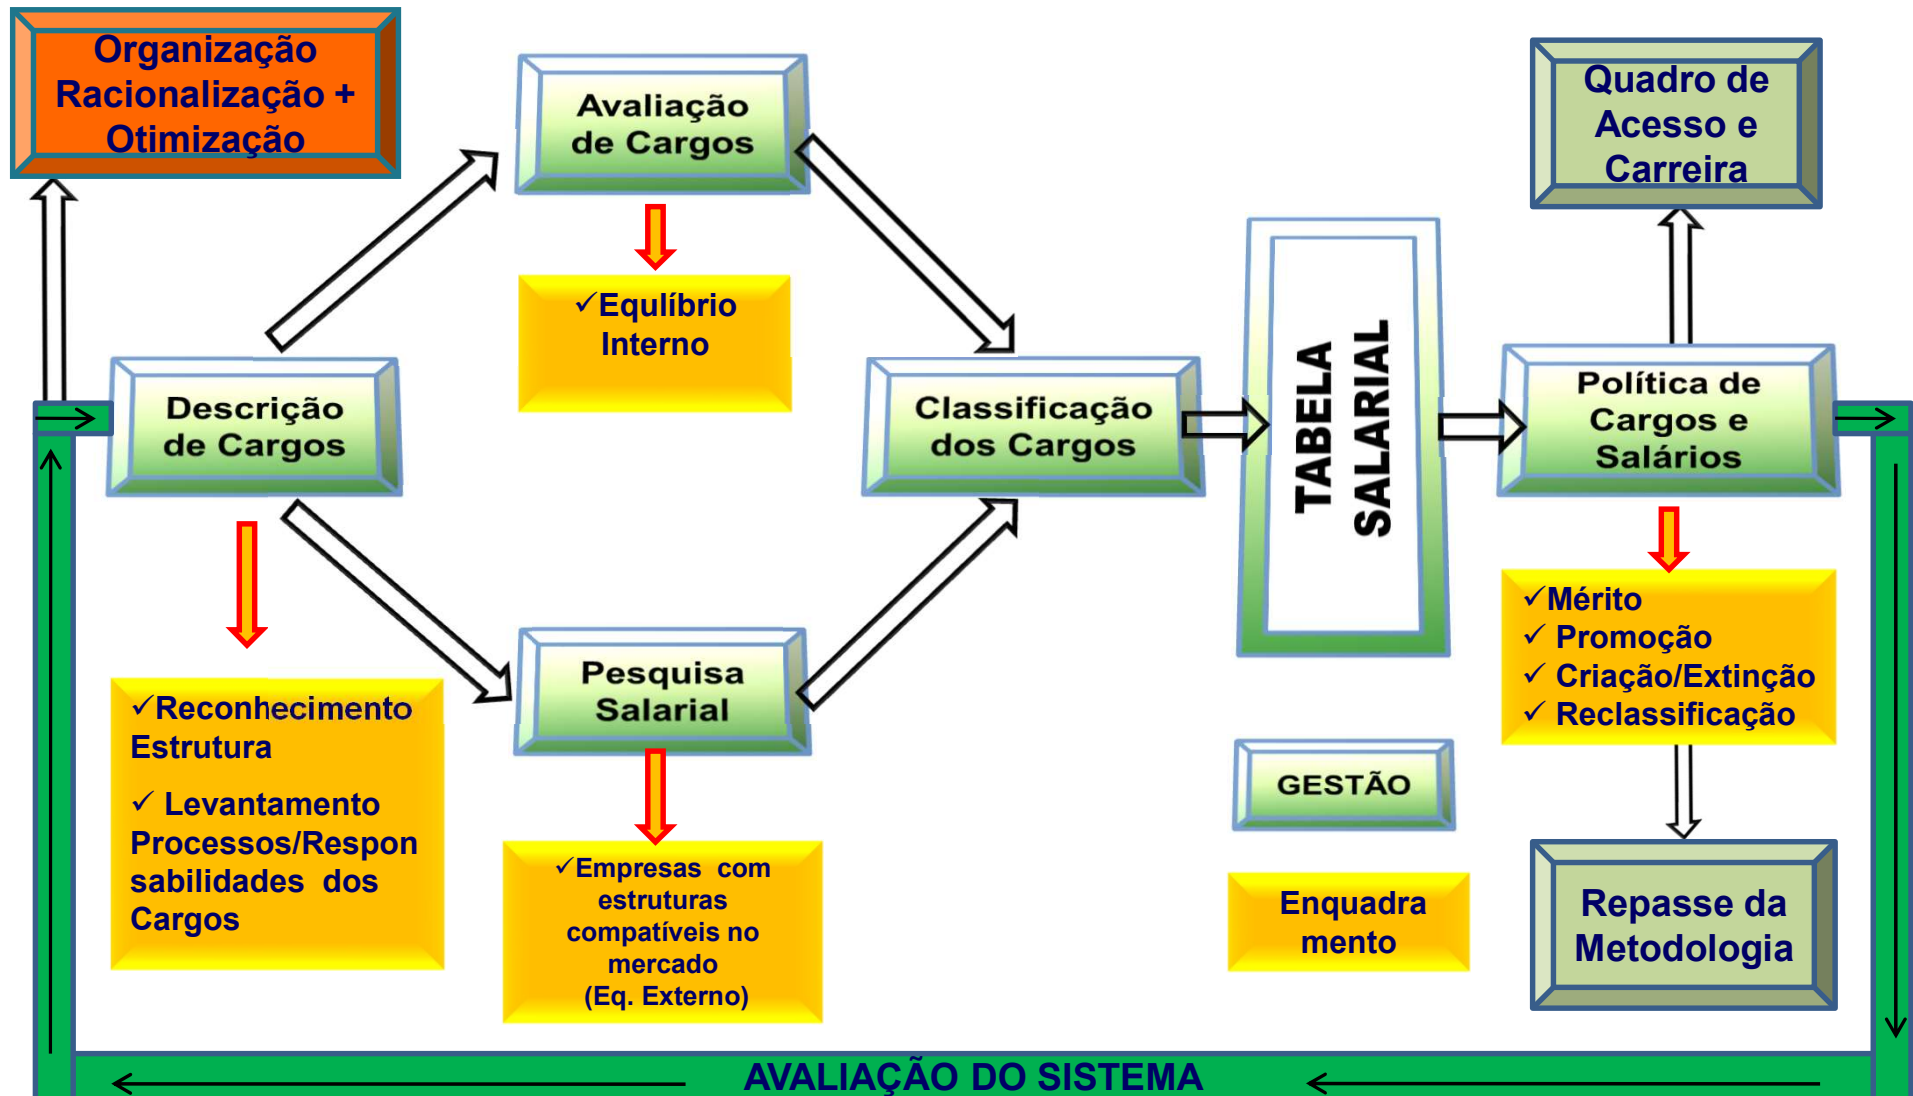 Organização
Racionalização +
Otimização
Avaliação
de Cargos
✓Equlíbrio
Interno
Descrição
de Cargos
✓Reconhecimento
Estrutura
✓ Levantamento
Processos/Respon
sabilidades dos
Cargos
Pesquisa
Salarial
✓Empresas com
estruturas
compatíveis no
mercado
(Eq. Externo)
Classificação
dos Cargos
TABELA
SALARIAL
GESTÃO
Enquadra
mento
Quadro de
Acesso e
Carreira
Política de
Cargos e
Salários
✓Mérito
✓ Promoção
✓ Criação/Extinção
✓ Reclassificação
Repasse da
Metodologia
AVALIAÇÃO DO SISTEMA